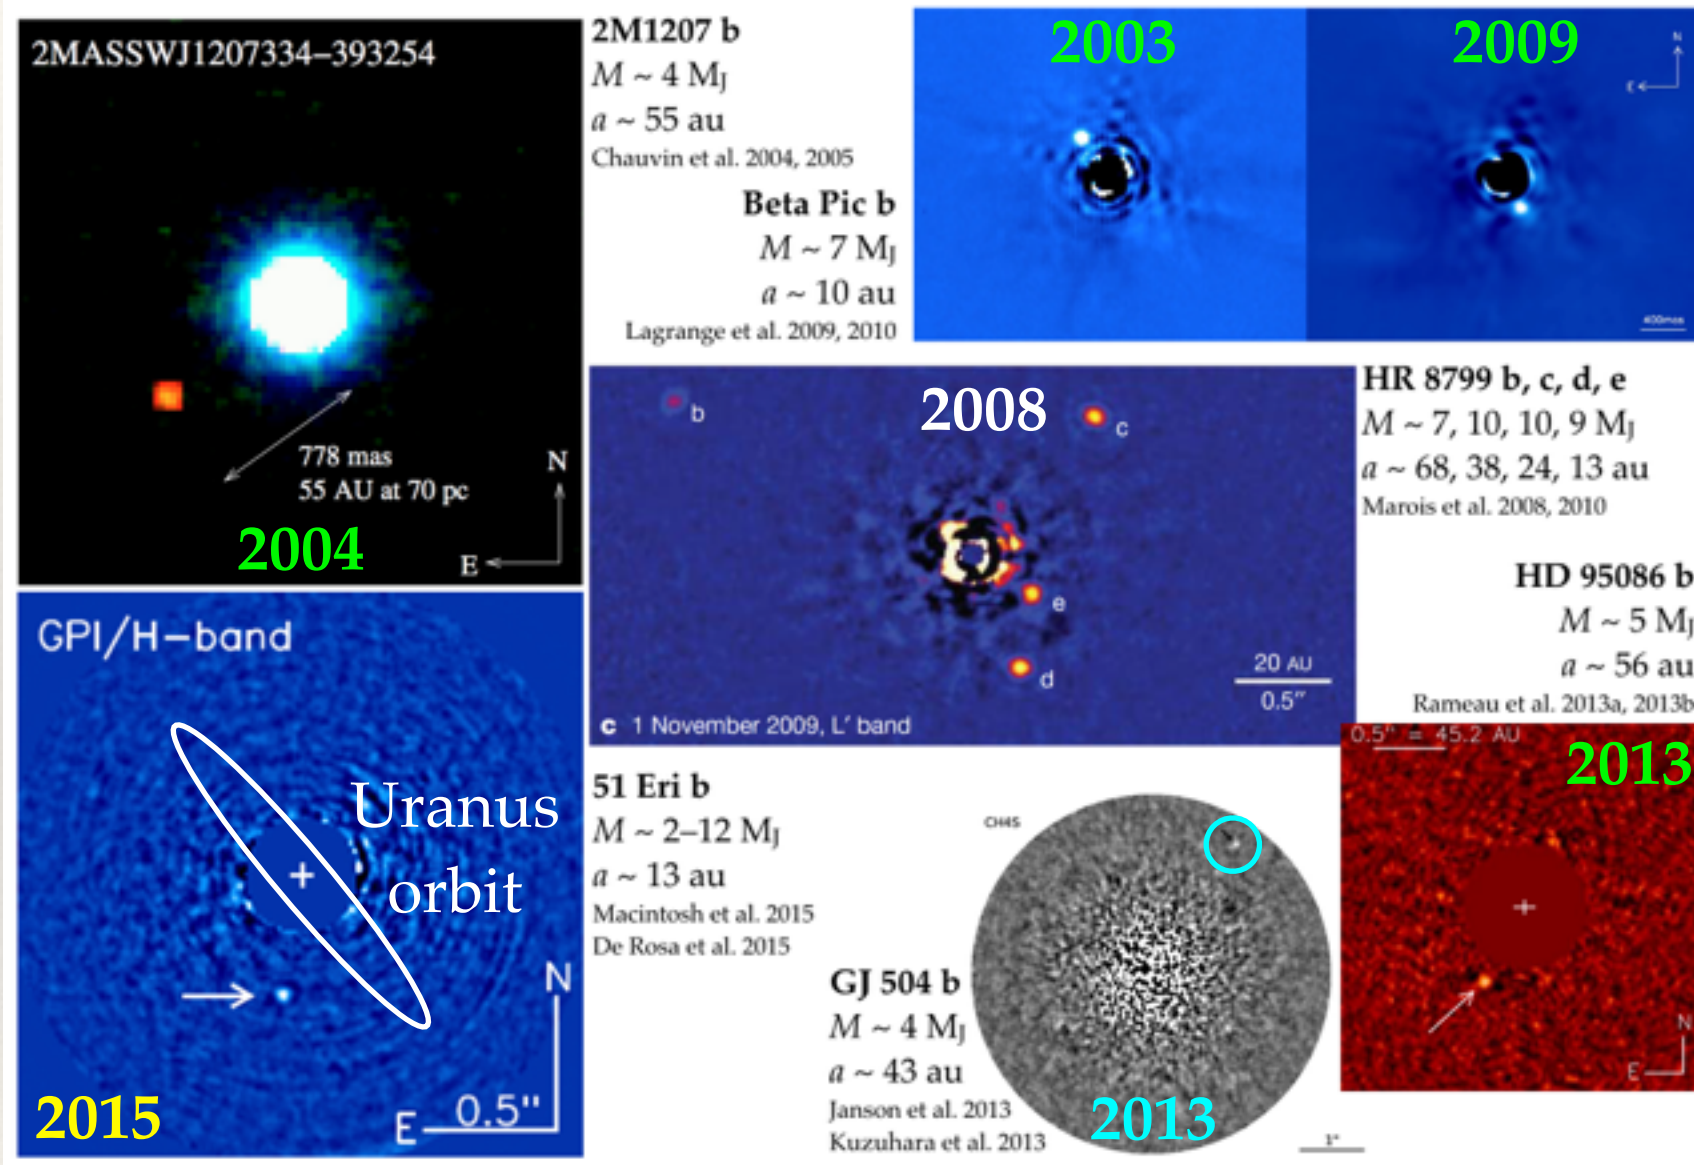 2MASSWJ1207334–393254
778 mas
55 AU at 70 pc
N
E
2004
2M1207 b
M ~ 4 MJ
a ~ 55 au
Chauvin et al. 2004, 2005
Beta Pic b
M ~ 7 MJ
a ~ 10 au
Lagrange et al. 2009, 2010
2003
2009
N
E
400mas
2008
b
c
e
d
20 AU
0.5″
c 1 November 2009, L′ band
HR 8799 b, c, d, e
M ~ 7, 10, 10, 9 MJ
a ~ 68, 38, 24, 13 au
Marois et al. 2008, 2010
HD 95086 b
M ~ 5 MJ
a ~ 56 au
Rameau et al. 2013a, 2013b
0.5" = 45.2 AU
2013
N
E
GPI/H–band
Uranus
orbit
N
E
0.5"
2015
51 Eri b
M ~ 2–12 MJ
a ~ 13 au
Macintosh et al. 2015
De Rosa et al. 2015
CH4S
GJ 504 b
M ~ 4 MJ
a ~ 43 au
Janson et al. 2013
Kuzuhara et al. 2013
2013
1"